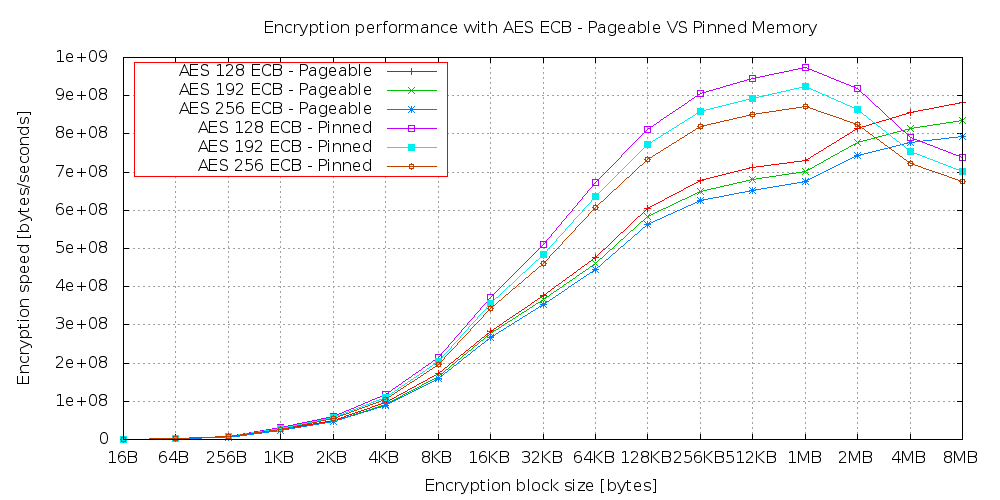 Encryption performance with AES ECB - Pageable VS Pinned Memory
1e+09
9e+08
8e+08
7e+08
6e+08
5e+08
4e+08
3e+08
2e+08
1e+08
0
Encryption speed [bytes/seconds]
AES 128 ECB - Pageable
AES 192 ECB - Pageable
AES 256 ECB - Pageable
AES 128 ECB - Pinned
AES 192 ECB - Pinned
AES 256 ECB - Pinned
16B 64B 256B 1KB 2KB 4KB 8KB 16KB 32KB 64KB 128KB 256KB 512KB 1MB 2MB 4MB 8MB
Encryption block size [bytes]